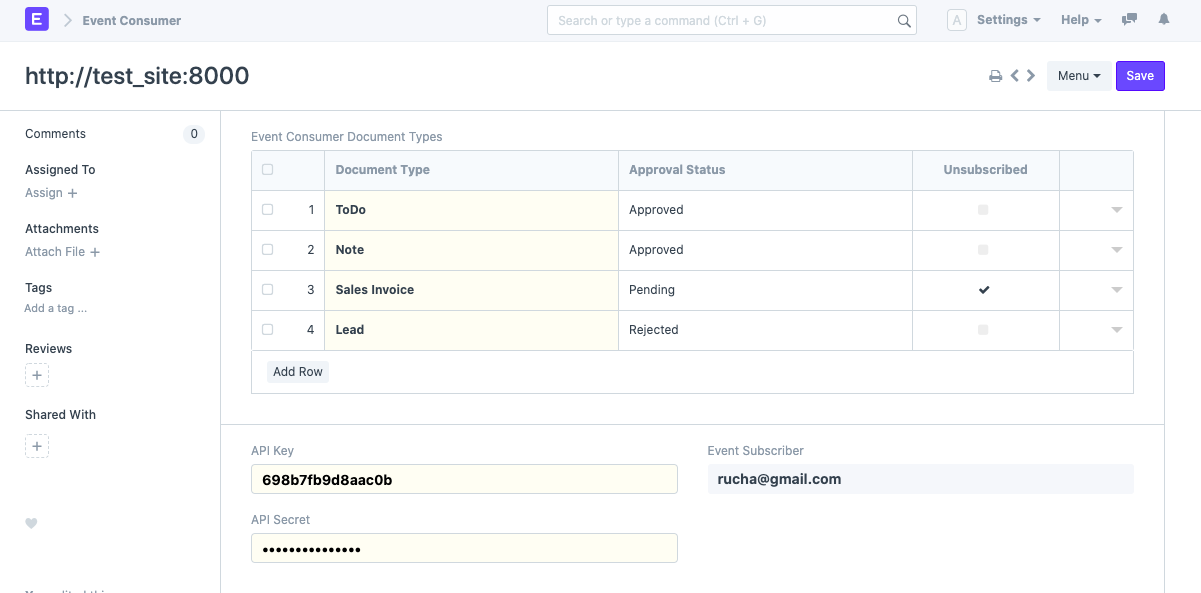 E Event Consumer
Search or type a command (Ctrl + G)
A Settings Help
http://test_site:8000
Menu Save
Comments 0
Assigned To
Assign +
Attachments
Attach File +
Tags
Add a tag ...
Reviews
+
Shared With
+
Event Consumer Document Types
Document Type Approval Status Unsubscribed
1 ToDo Approved
2 Note Approved
3 Sales Invoice Pending
4 Lead Rejected
Add Row
API Key
698b7fb9d8aac0b
Event Subscriber
rucha@gmail.com
API Secret
•••••••••••••••